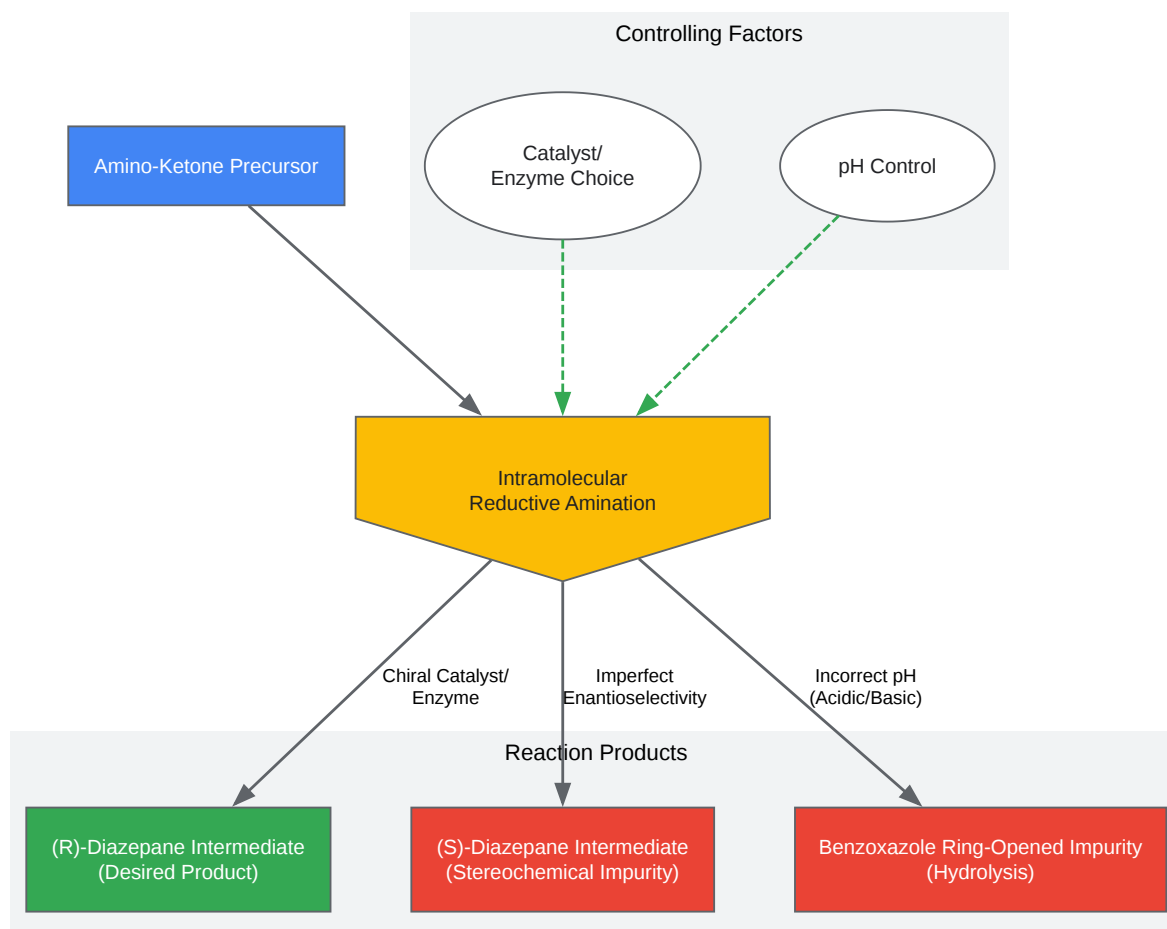 Controlling Factors
Amino-Ketone Precursor
Catalyst/
Enzyme Choice
pH Control
Intramolecular
Reductive Amination
Chiral Catalyst/
Enzyme
Imperfect
Enantioselectivity
Incorrect pH
(Acidic/Basic)
Reaction Products
(R)-Diazepane Intermediate
(Desired Product)
(S)-Diazepane Intermediate
(Stereochemical Impurity)
Benzoxazole Ring-Opened Impurity
(Hydrolysis)